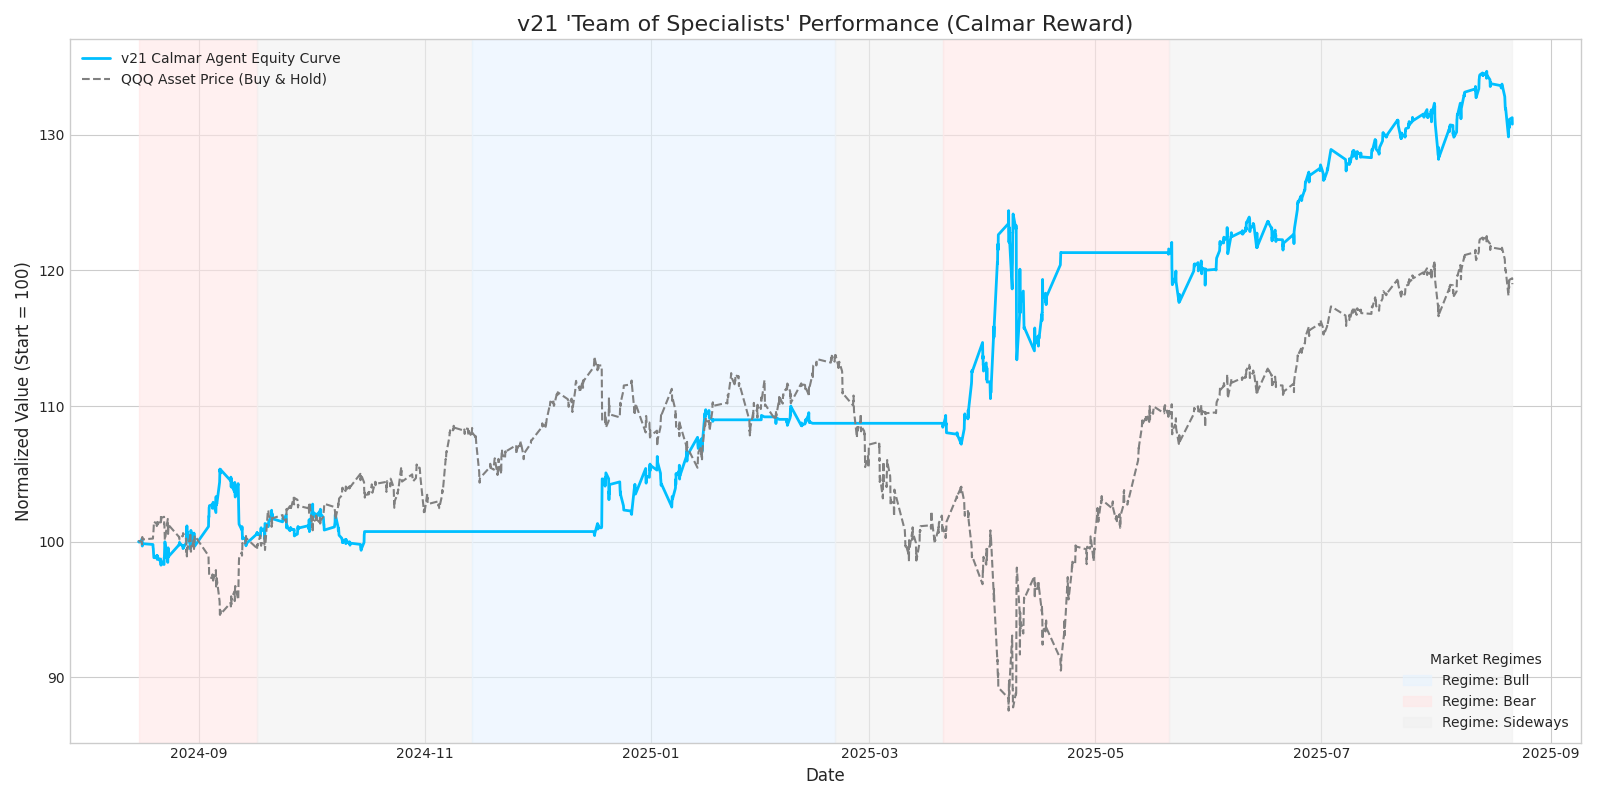 v21 'Team of Specialists' Performance (Calmar Reward)
v21 Calmar Agent Equity Curve
QQQ Asset Price (Buy & Hold)
Normalized Value (Start = 100)
130
120
110
100
90
Market Regimes
Regime: Bull
Regime: Bear
Regime: Sideways
2024-09
2024-11
2025-01
2025-03
2025-05
2025-07
2025-09
Date